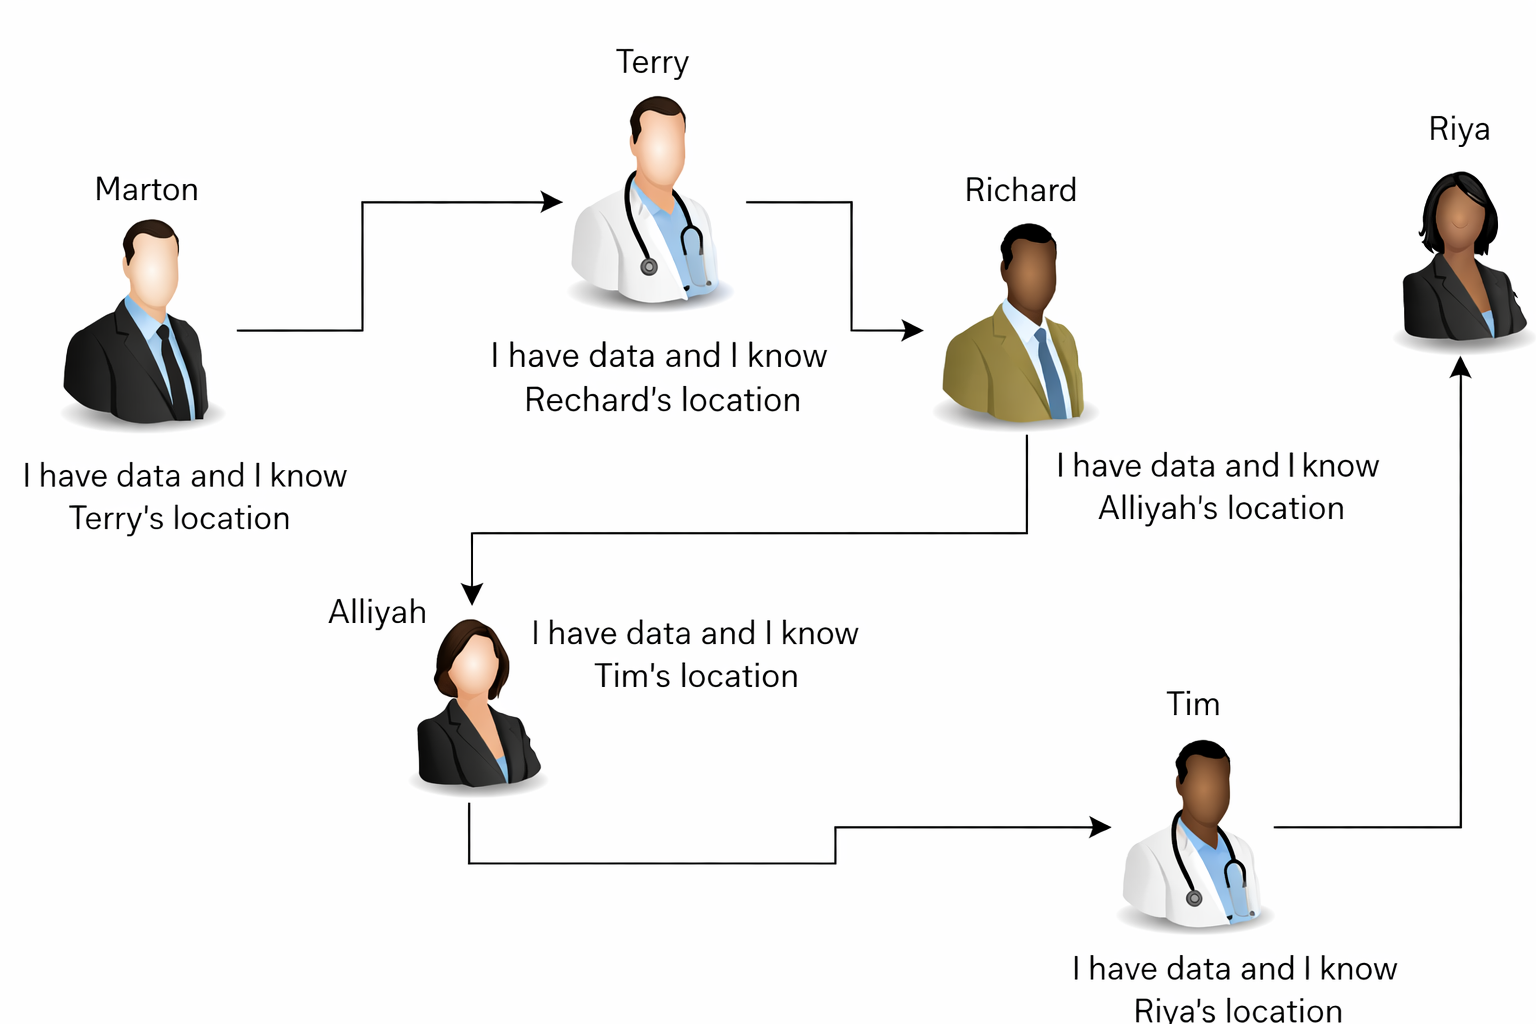 Terry
Riya
Marton
Richard
I have data and I know
Rechard's location
I have data and I know
Terry's location
I have data and I know
Alliyah's location
Alliyah
I have data and I know
Tim's location
Tim
I have data and I know
Riya's location